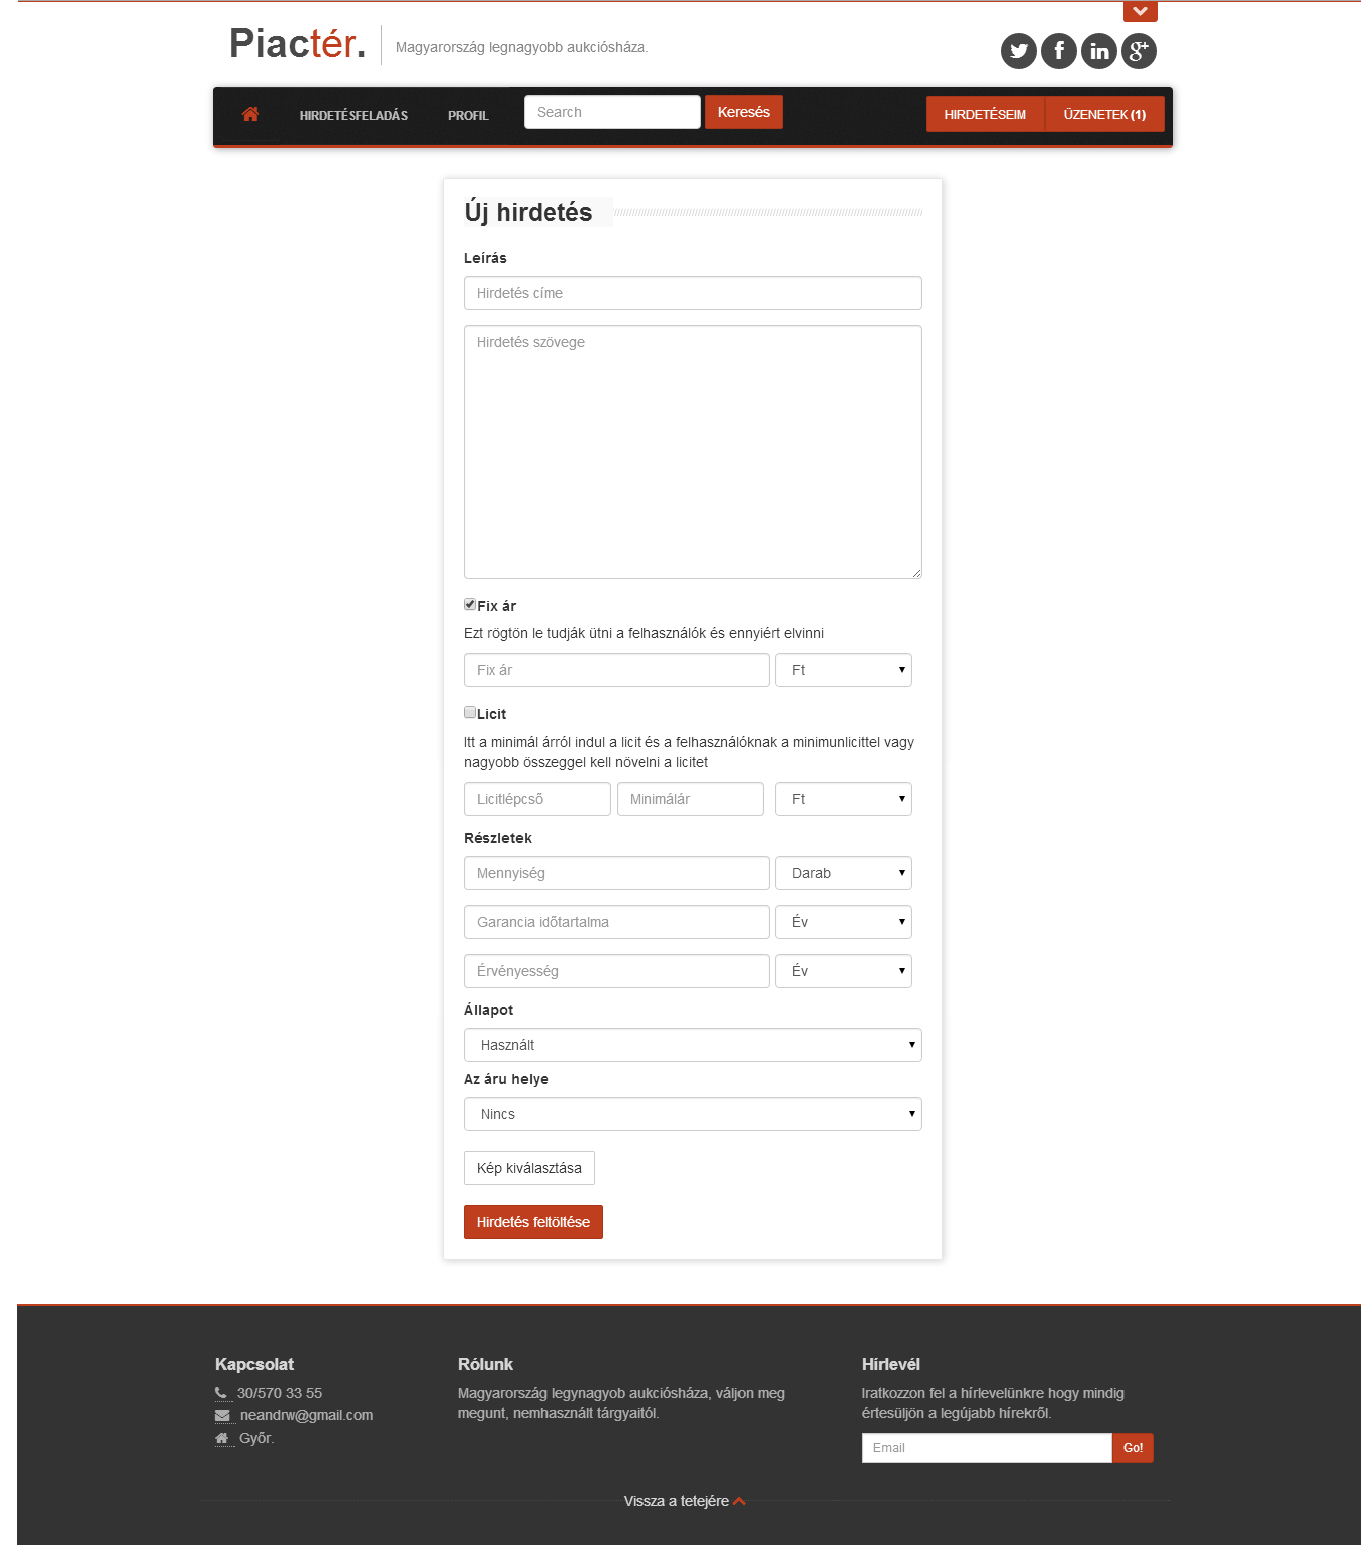 Piactér.
Magyarország legnagyobb aukciósháza.
HIRDETÉSFELADÁS
PROFIL
Search
Keresés
HIRDETÉSEIM
ÜZENETEK (1)
Új hirdetés
Leírás
Hirdetés címe
Hirdetés szövege
Fix ár
Ezt rögtön le tudják ütni a felhasználók és ennyiért elvinni
Fix ár
Ft
Licit
Itt a minimál árról indul a licit és a felhasználóknak a minimunlicittel vagy
nagyobb összeggel kell növelni a licitet
Licitlépcső
Minimálár
Ft
Részletek
Mennyiség
Darab
Garancia időtartalma
Év
Érvényesség
Év
Állapot
Használt
Az áru helye
Nincs
Kép kiválasztása
Hirdetés feltöltése
Kapcsolat
30/570 33 55
neandrw@gmail.com
Győr.
Rólunk
Magyarország legynagyob aukciósháza, váljon meg
megunt, nemhasznált tárgyaitól.
Hírlevél
Iratkozzon fel a hírlevelünkre hogy mindig
értesüljön a legújabb hírekről.
Email
Go!
Vissza a tetejére